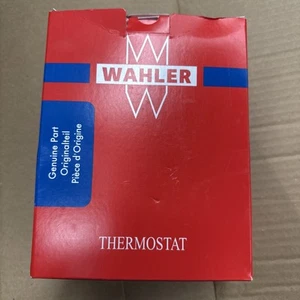 WAHLER
Genuine Part
Originalteil
Pièce d'Origine
THERMOSTAT